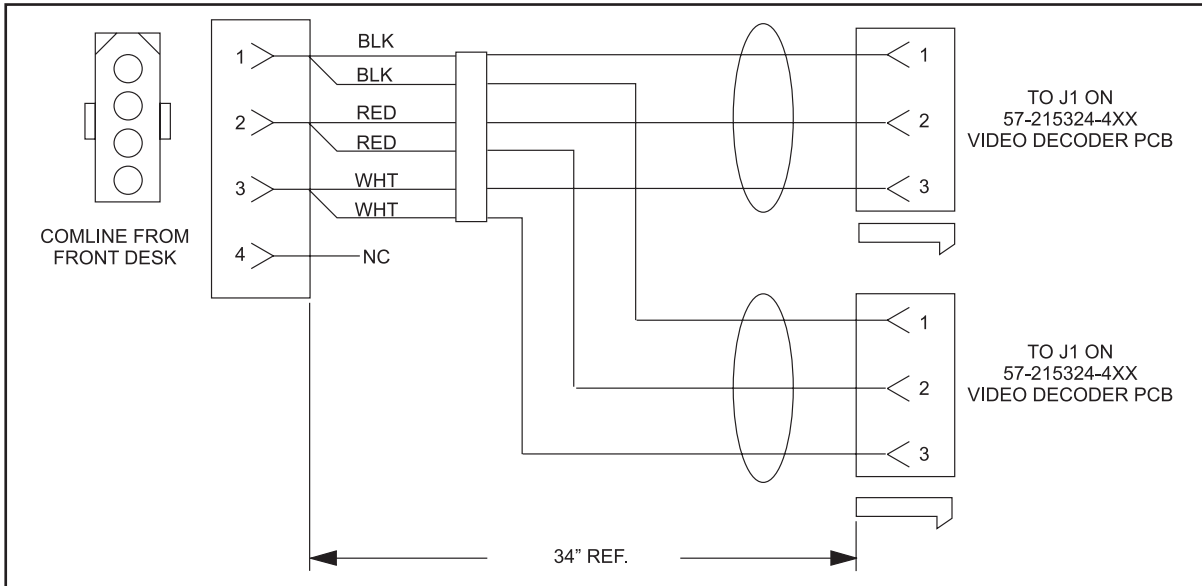 COMLINE FROM
FRONT DESK
1
2
3
4
BLK
BLK
RED
RED
WHT
WHT
NC
1
2
3
TO J1 ON
57-215324-4XX
VIDEO DECODER PCB
1
2
3
TO J1 ON
57-215324-4XX
VIDEO DECODER PCB
34” REF.